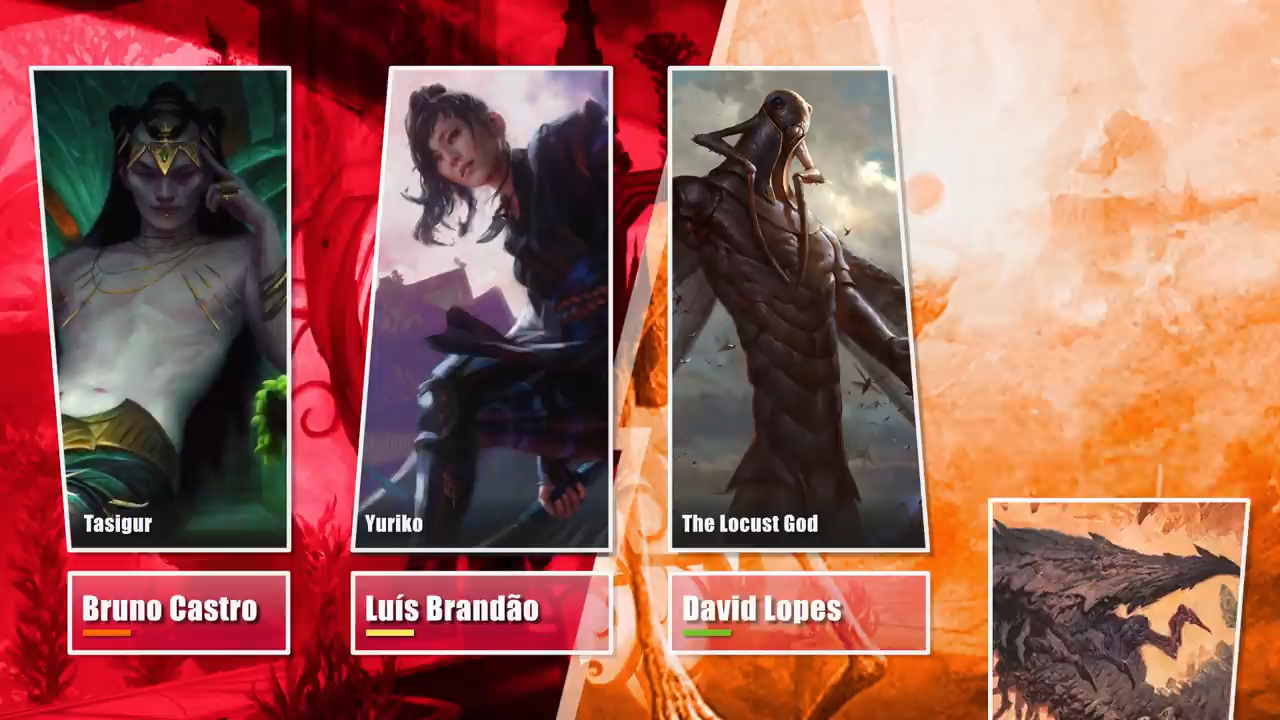 Tasigur
Yuriko
The Locust God
Bruno Castro
Luís Brandão
David Lopes